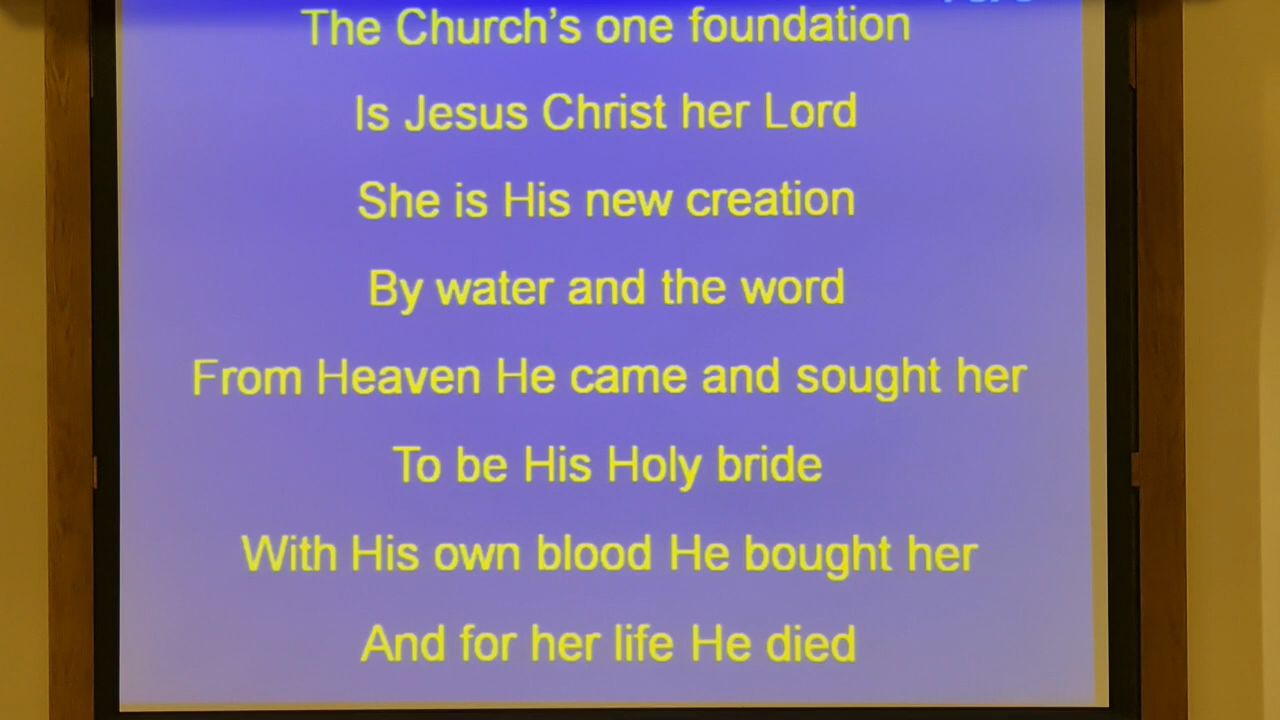 The Church’s one foundation
Is Jesus Christ her Lord
She is His new creation
By water and the word
From Heaven He came and sought her
To be His Holy bride
With His own blood He bought her
And for her life He died